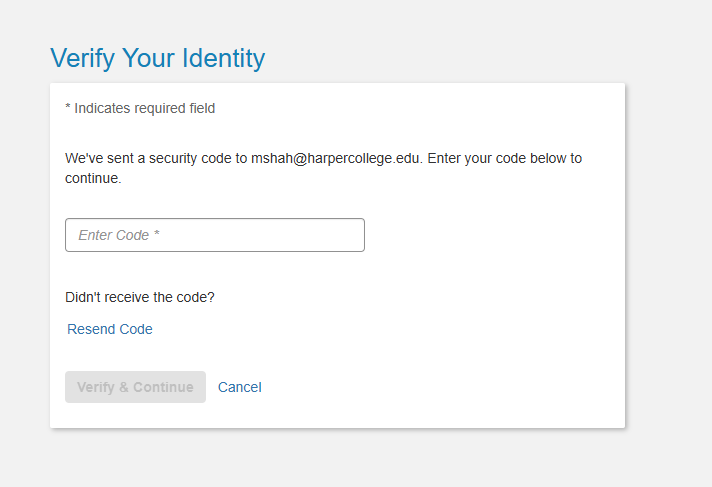 Verify Your Identity
* Indicates required field
We've sent a security code to mshah@harpercollege.edu. Enter your code below to
continue.
Enter Code *
Didn't receive the code?
Resend Code
Verify & Continue Cancel